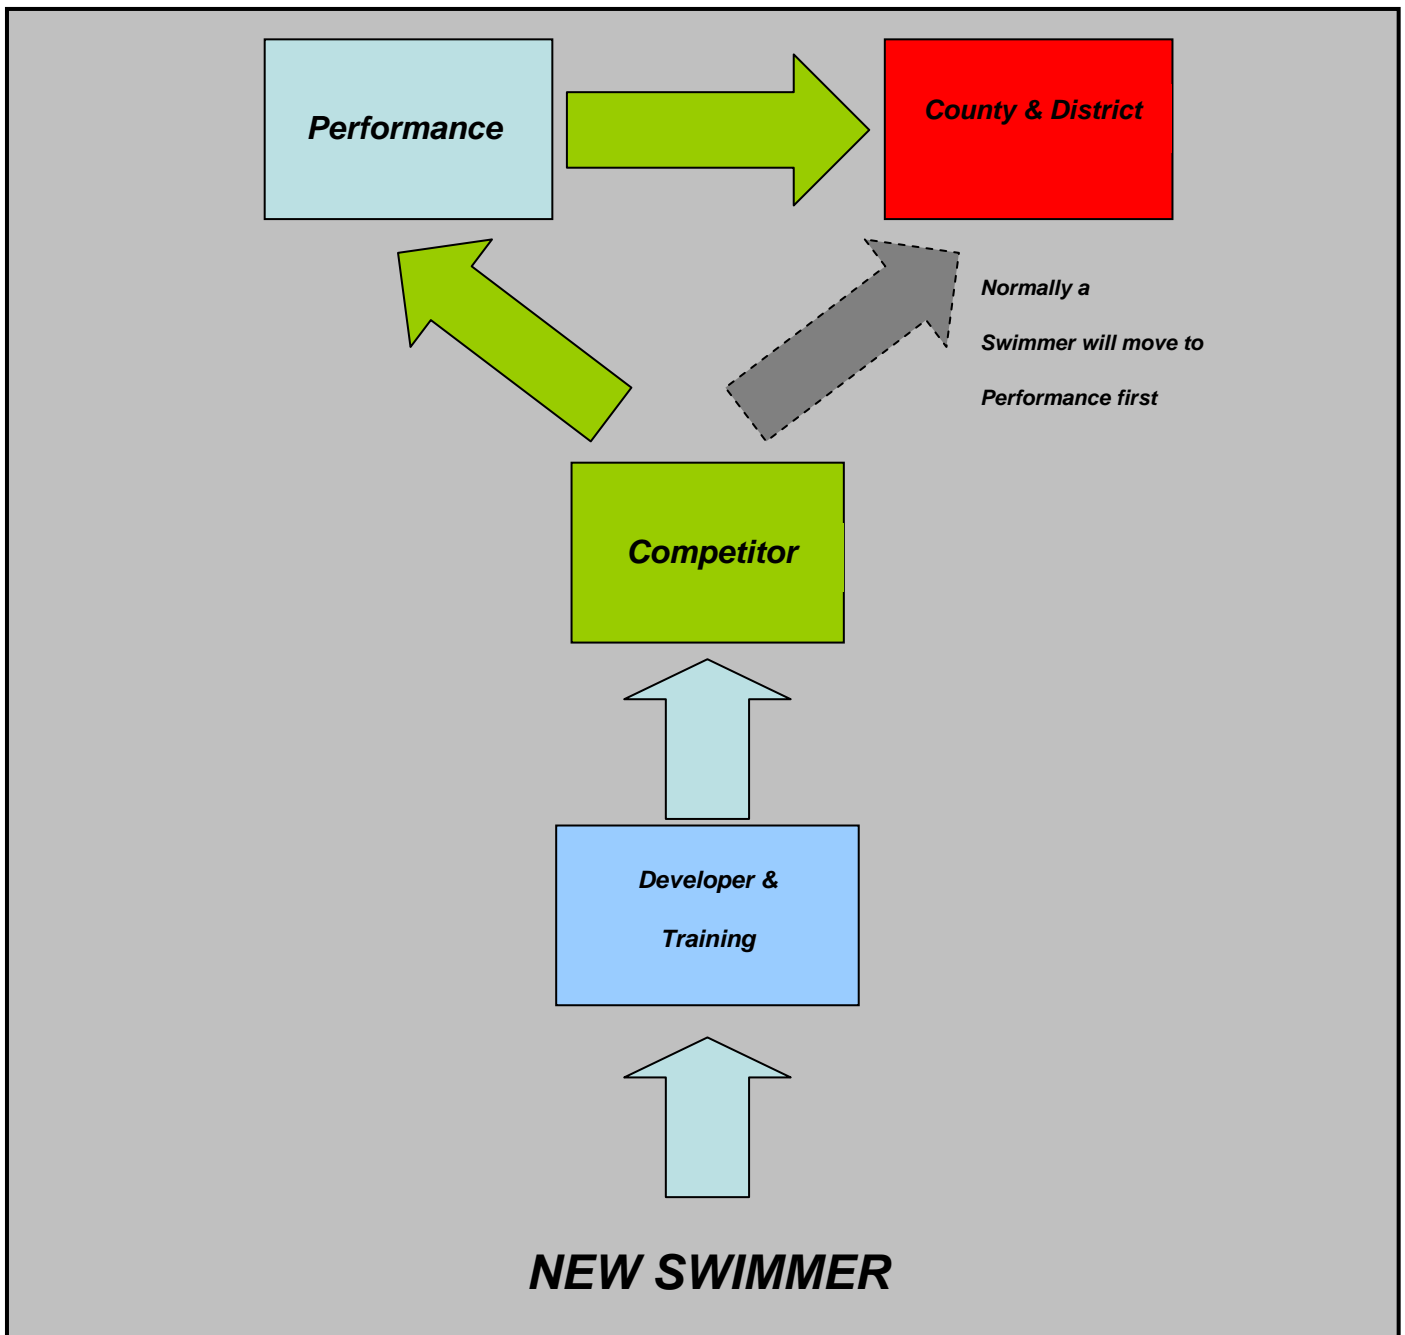 Performance
County & District
Normally a
Swimmer will move to
Performance first
Competitor
Developer &
Training
NEW SWIMMER